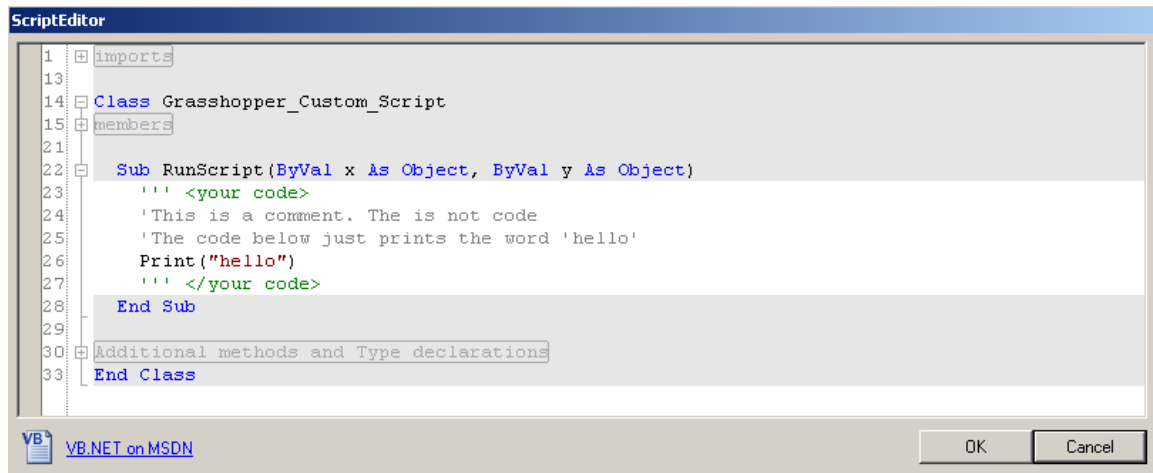 ScriptEditor
1 imports
13
14 Class Grasshopper_Custom_Script
15 members
21
22 Sub RunScript(ByVal x As Object, ByVal y As Object)
23 ''' <your code>
24 'This is a comment. The is not code
25 'The code below just prints the word 'hello'
26 Print("hello")
27 ''' </your code>
28 End Sub
29
30 Additional methods and Type declarations
33 End Class
VB VB.NET on MSDN OK Cancel